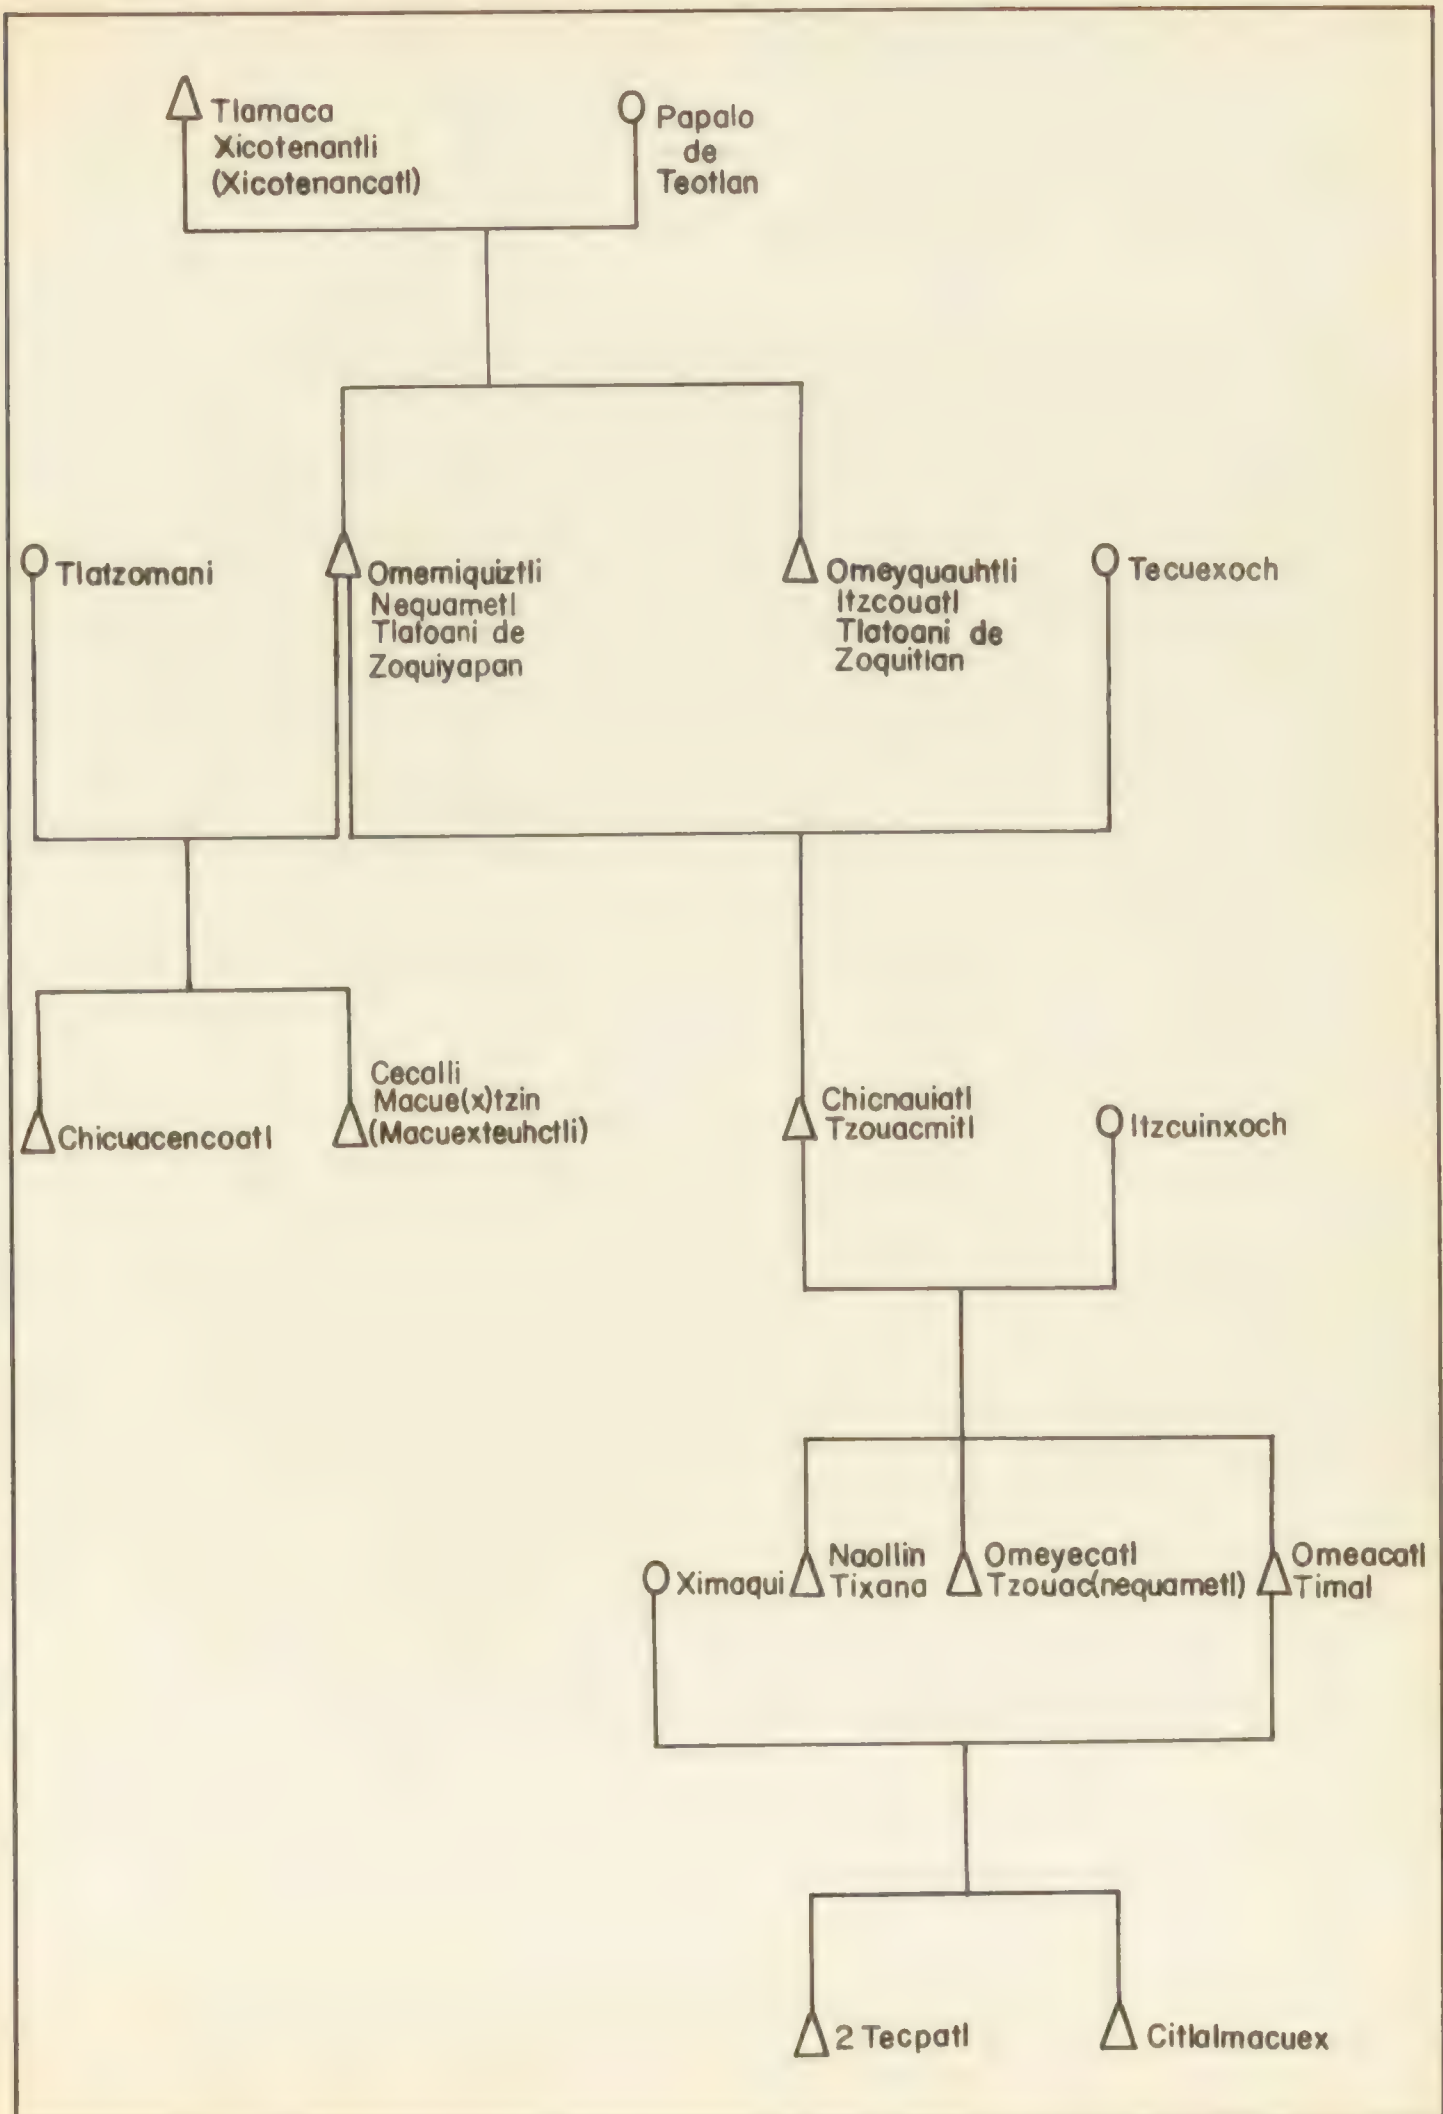 Tlamaca
Xicotenantli
(Xicotenancatl)
Papalo
de
Teotlan
Tlatzomani
Omemiquiztli
Nequametl
Tlatoani de
Zoquiyapan
Omeyquauhtli
Itzcouatl
Tlatoani de
Zoquitlan
Tecuexoch
Chicuacencoatl
Cecalli
Macue(x)tzin
(Macuexteuhctli)
Chicnauiatl
Tzouacmitl
Itzcuinxoch
Ximaqui
Naollin
Tixana
Omeyecatl
Tzouac(nequametl)
Omeacatl
Timal
2 Tecpatl
Citlalmacuex